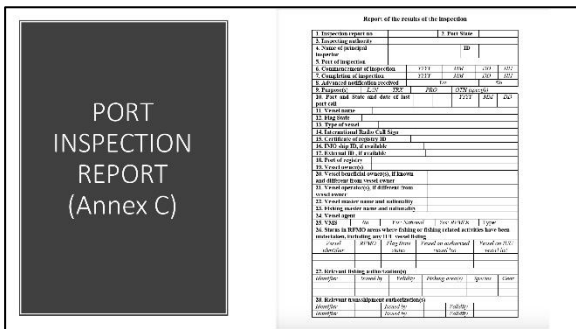 PORT
INSPECTION
REPORT
(Annex C)
Report of the results of the inspection
1. Inspection report no 2. Port State
3. Inspecting authority
4. Name of principal ID
inspector
5. Port of inspection
6. Commencement of inspection YYYY MM DD HH
7. Completion of inspection YYYY MM DD HH
8. Advanced notification received Yes No
9. Purpose(s) LAN TRX PRO OTH (specify)
10. Port and State and date of last YYYY MM DD
port call
11. Vessel name
12. Flag State
13. Type of vessel
14. International Radio Call Sign
15. Certificate of registry ID
16. IMO ship ID, if available
17. External ID, if available
18. Port of registry
19. Vessel owner(s)
20. Vessel beneficial owner(s), if known
and different from vessel owner
21. Vessel operator(s), if different from
vessel owner
22. Vessel master name and nationality
23. Fishing master name and nationality
24. Vessel agent
25. VMS No Yes: National Yes: RFMOs Type:
26. Status in RFMO areas where fishing or fishing related activities have been
undertaken, including any IUU vessel listing
Vessel RFMO Flag State Vessel on authorized Vessel on IUU
identifier status vessel list vessel list
27. Relevant fishing authorization(s)
Identifier Issued by Validity Fishing area(s) Species Gear
28. Relevant transshipment authorization(s)
Identifier Issued by Validity
Identifier Issued by Validity